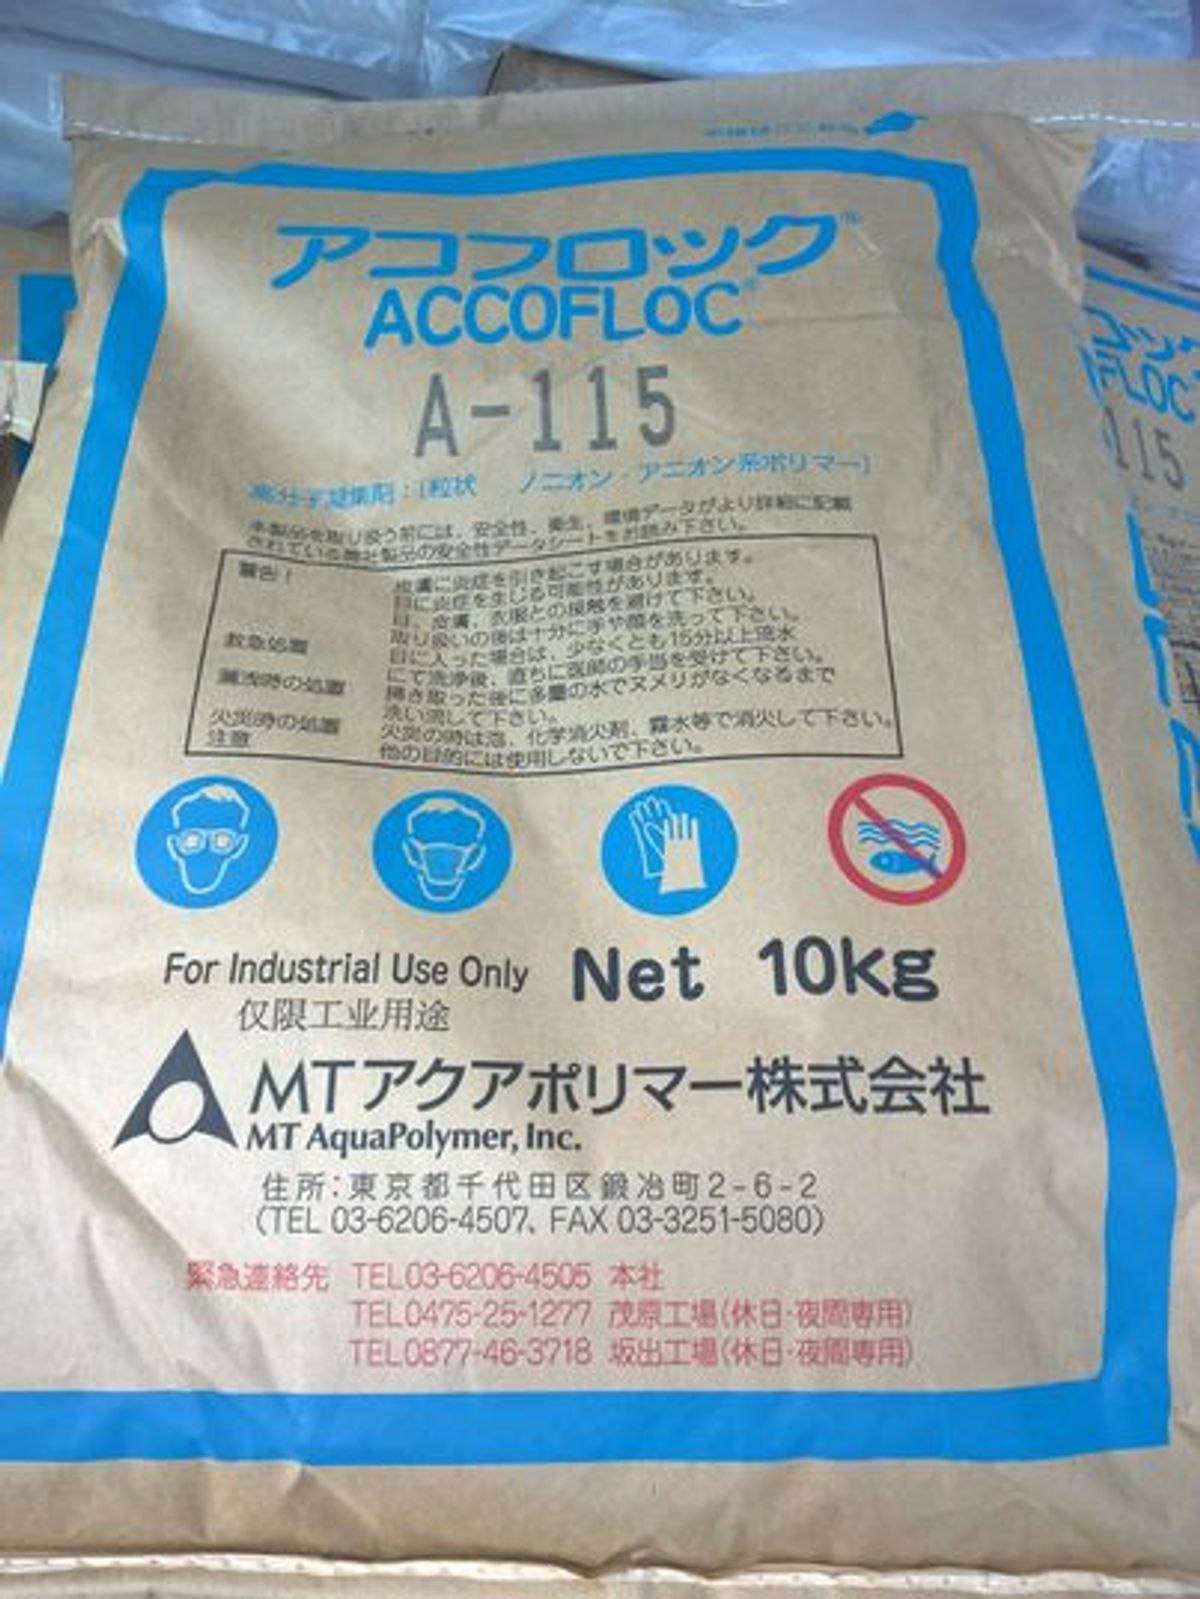 アコフロック®
ACCOFLOC®
A-115
高分子凝集剤：[粒状　ノニオン・アニオン系ポリマー]
本製品を取り扱う前には、安全性、衛生、環境データがより詳細に記載
されている弊社製品の安全性データシートをお読み下さい。
警告！ 皮膚に炎症を引き起こす場合があります。
目に炎症を生じる可能性があります。
目、皮膚、衣服との接触を避けて下さい。
取り扱いの後は十分に手や顔を洗って下さい。
救急処置 目に入った場合は、少なくとも15分以上流水
にて洗浄後、直ちに医師の手当を受けて下さい。
漏洩時の処置 掃き取った後に多量の水でヌメリがなくなるまで
洗い流して下さい。
火災時の処置 火災の時は泡、化学消火剤、霧水等で消火して下さい。
注意 他の目的には使用しないで下さい。
For Industrial Use Only Net 10kg
仅限工业用途
MTアクアポリマー株式会社
MT AquaPolymer, Inc.
住所：東京都千代田区鍛冶町2-6-2
(TEL 03-6206-4507、FAX 03-3251-5080)
緊急連絡先 TEL03-6206-4505 本社
TEL0475-25-1277 茂原工場(休日・夜間専用)
TEL0877-46-3718 坂出工場(休日・夜間専用)
コック
FLOC
115